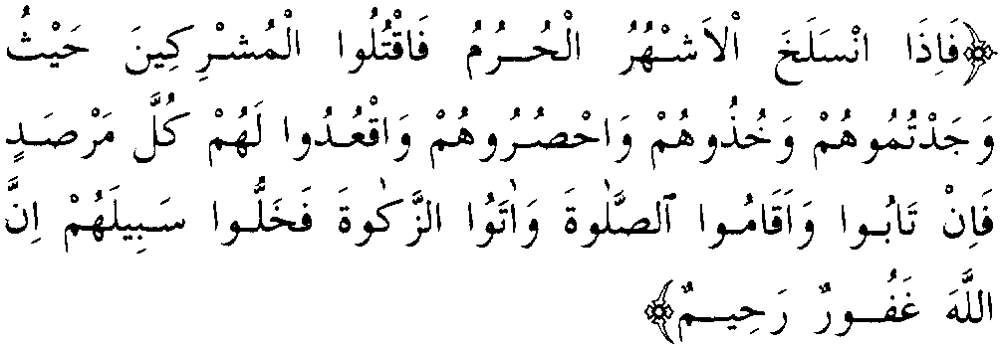 ﴿فَاِذَا انْسَلَخَ الْاَشْهُرُ الْحُرُمُ فَاقْتُلُوا الْمُشْرِكِينَ حَيْثُ
وَجَدْتُمُوهُمْ وَخُذُوهُمْ وَاحْصُرُوهُمْ وَاقْعُدُوا لَهُمْ كُلَّ مَرْصَدٍ
فَاِنْ تَابُوا وَاَقَامُوا ٱلصَّلٰوةَ وَاٰتَوُا الزَّكٰوةَ فَخَلُّوا سَبِيلَهُمْ اِنَّ
اللَّهَ غَفُورٌ رَحِيمٌ﴾